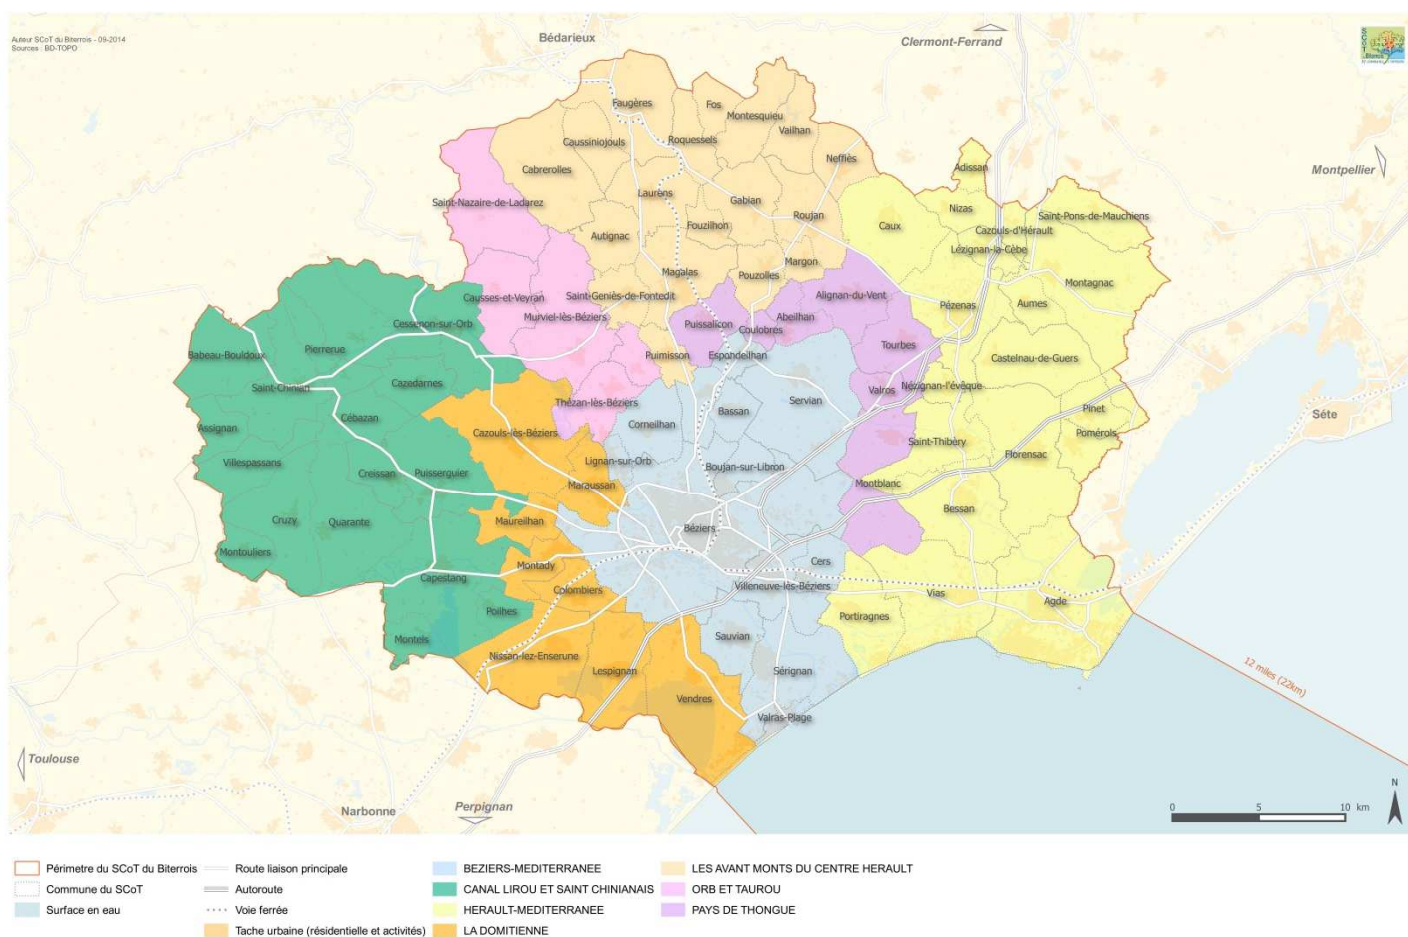 Auteur SCoT du Biterrois - 09-2014
Sources : BD-TOPO
Bédarieux
Clermont-Ferrand
Montpellier
Faugères
Fos
Montesquieu
Vailhan
Caussiniojouls
Roquessels
Neffiès
Cabrerolles
Adissan
Laurens
Gabian
Saint-Nazaire-de-Ladarez
Nizas
Roujan
Saint-Pons-de-Mauchiens
Caux
Fouzilhon
Cazouls-d'Hérault
Autignac
Lézignan-la-Cèbe
Margon
Magalas
Pouzolles
Montagnac
Saint-Geniès-de-Fontedit
Alignan-du-Vent
Causses-et-Veyran
Pézenas
Aumes
Murviel-lès-Béziers
Abeilhan
Cessenon-sur-Orb
Puissalicon
Coulobres
Tourbes
Pierrerue
Babeau-Bouldoux
Puimisson
Espondeilhan
Castelnau-de-Guers
Saint-Chinian
Cazedarnes
Valros
Nézignan-l'évêque
Thézan-lès-Béziers
Servian
Bassan
Pinet
Sète
Cébazan
Corneilhan
Assignan
Cazouls-lès-Béziers
Pomérols
Saint-Thibéry
Florensac
Villespassans
Lignan-sur-Orb
Boujan-sur-Libron
Creissan
Puisserguier
Maraussan
Montblanc
Bessan
Cruzy
Quarante
Maureilhan
Béziers
Montouliers
Cers
Montady
Capestang
Villeneuve-lès-Béziers
Colombiers
Vias
Agde
Poilhes
Portiragnes
Montels
Sauvian
Nissan-lez-Enserune
Lespignan
Sérignan
12 miles (22km)
Vendres
Valras-Plage
Toulouse
Narbonne
Perpignan
N
0 5 10 km
Périmetre du SCoT du Biterrois
Commune du SCoT
Surface en eau
Route liaison principale
Autoroute
Voie ferrée
Tache urbaine (résidentielle et activités)
BEZIERS-MEDITERRANEE
CANAL LIROU ET SAINT CHINIANAIS
HERAULT-MEDITERRANEE
LA DOMITIENNE
LES AVANT MONTS DU CENTRE HERAULT
ORB ET TAUROU
PAYS DE THONGUE